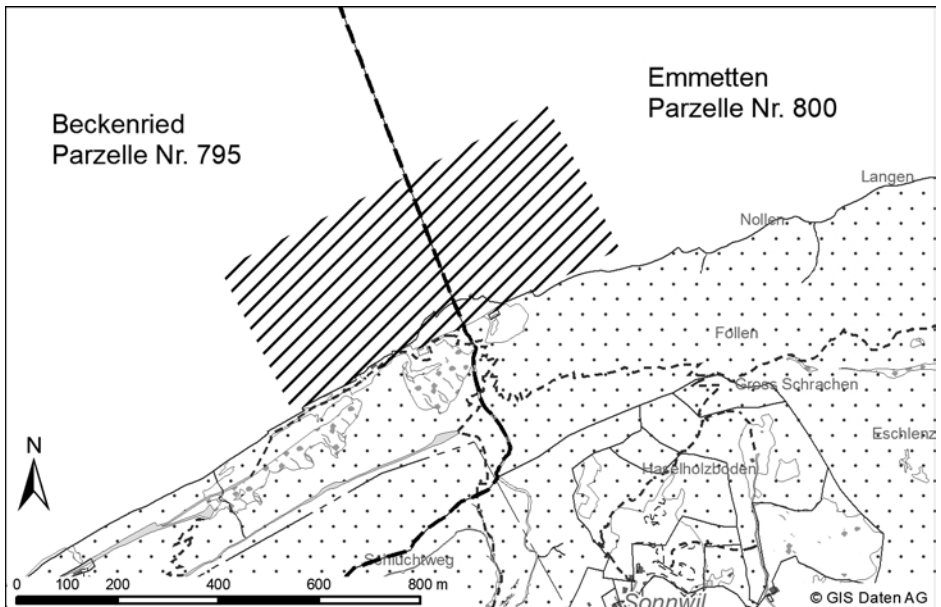 Beckenried
Parzelle Nr. 795
Emmetten
Parzelle Nr. 800
Langen
Nollen
Follen
Gross Schrachen
Eschlenz
Haselholzboden
N
Schluchtweg
Sonnwil
0 100 200 400 600 800 m
© GIS Daten AG